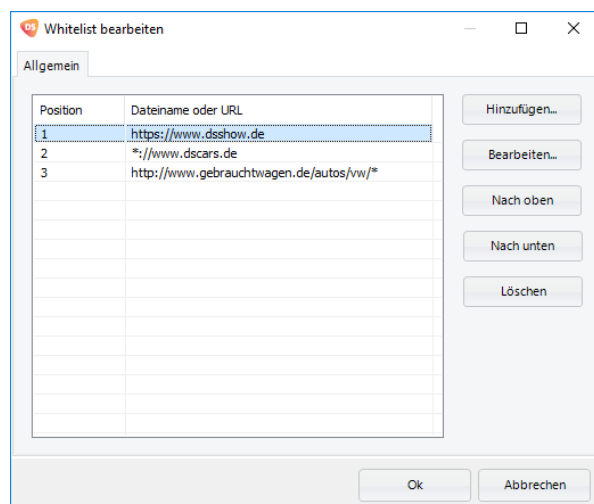 DS Whitelist bearbeiten
Allgemein
Position Dateiname oder URL
1 https://www.dsshow.de
2 *://www.dscars.de
3 http://www.gebrauchtwagen.de/autos/vw/*
Hinzufügen...
Bearbeiten...
Nach oben
Nach unten
Löschen
Ok Abbrechen